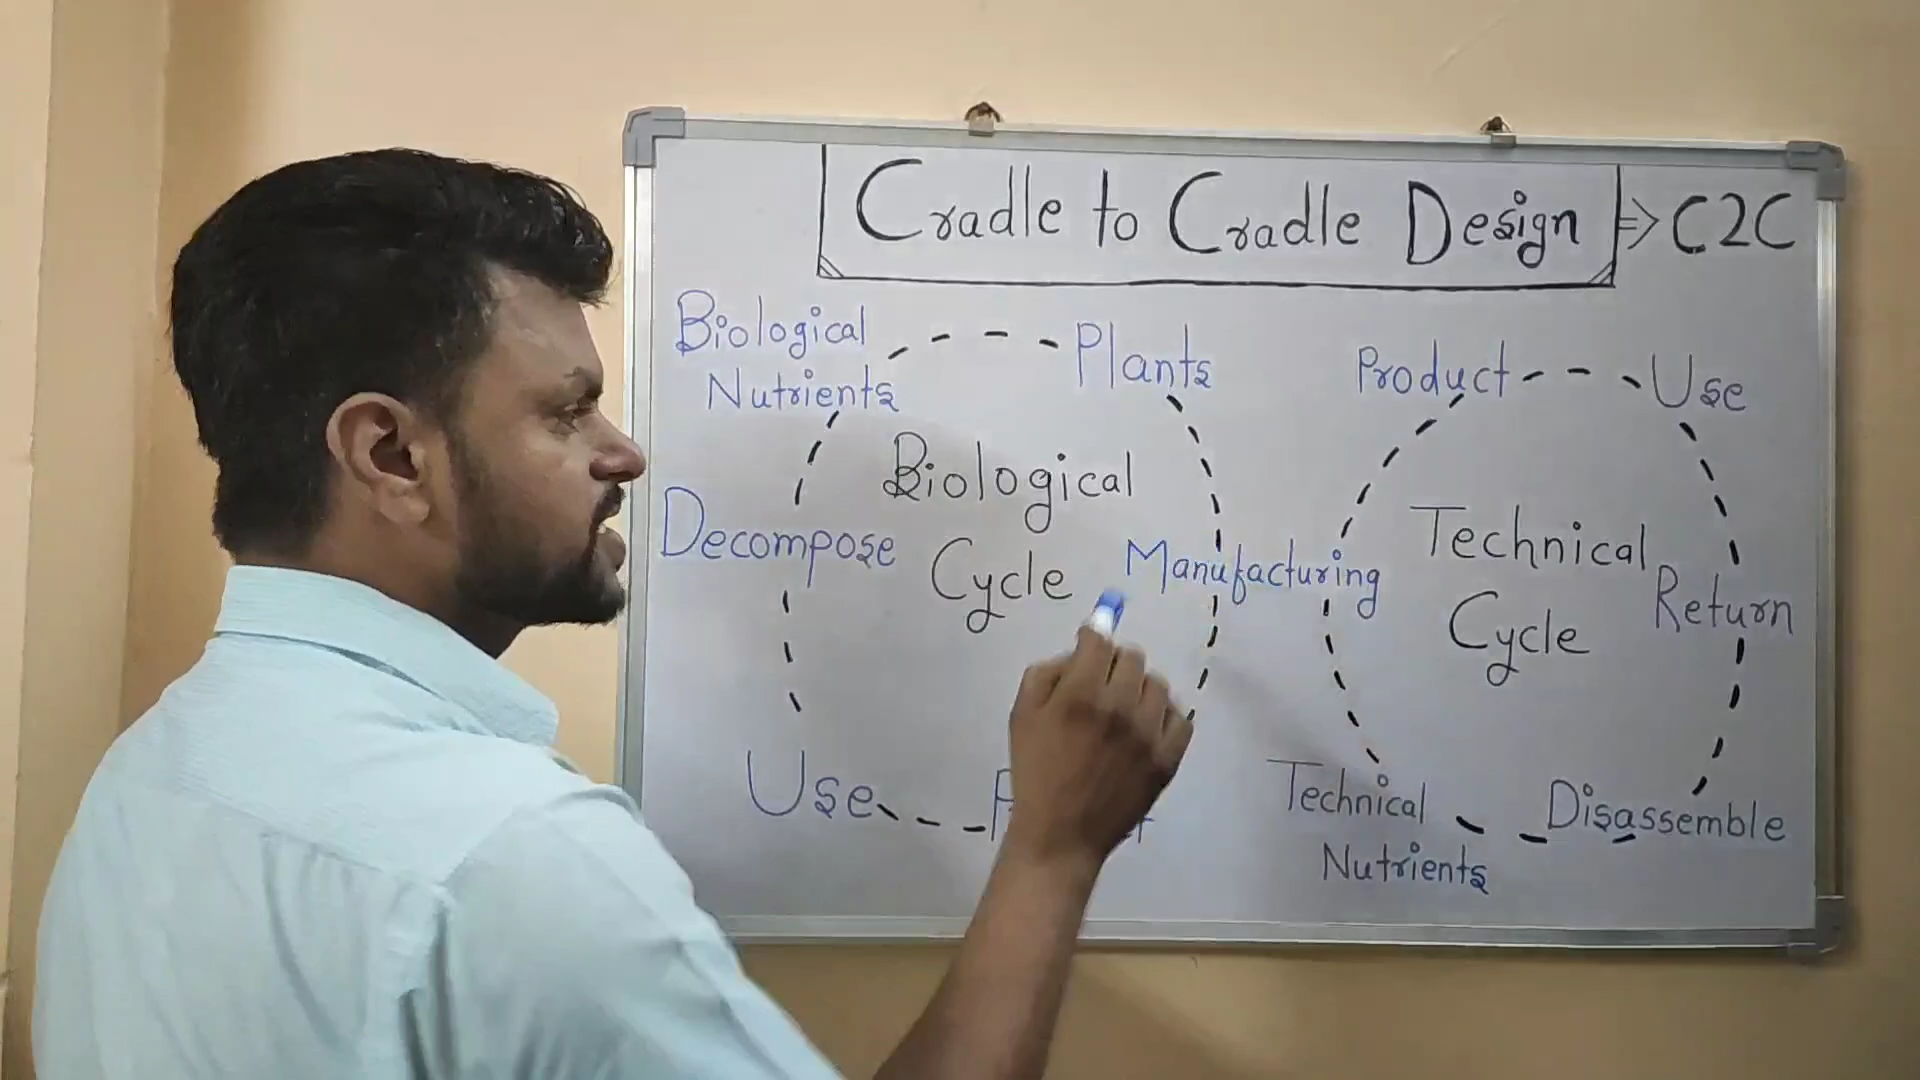 Cradle to Cradle Design ⇒ C2C
Biological
Nutrients
Plants
Biological
Cycle
Decompose
Manufacturing
Use
Product
Use
Technical
Cycle
Return
Technical
Nutrients
Disassemble